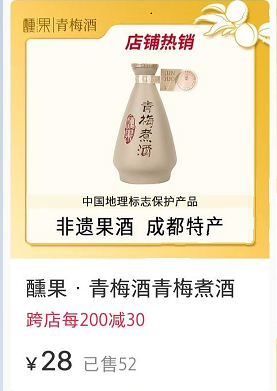 醺果 青梅酒
店铺热销
青梅煮酒
中国地理标志保护产品
非遗果酒 成都特产
醺果·青梅酒青梅煮酒
跨店每200减30
¥28 已售52